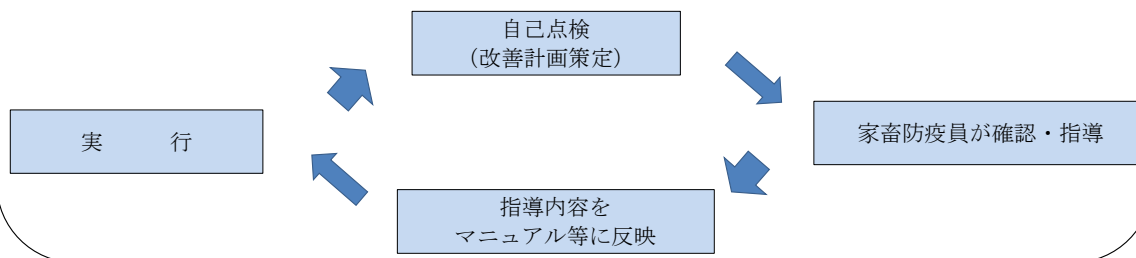 自己点検
（改善計画策定）
家畜防疫員が確認・指導
実　　　行
指導内容を
マニュアル等に反映